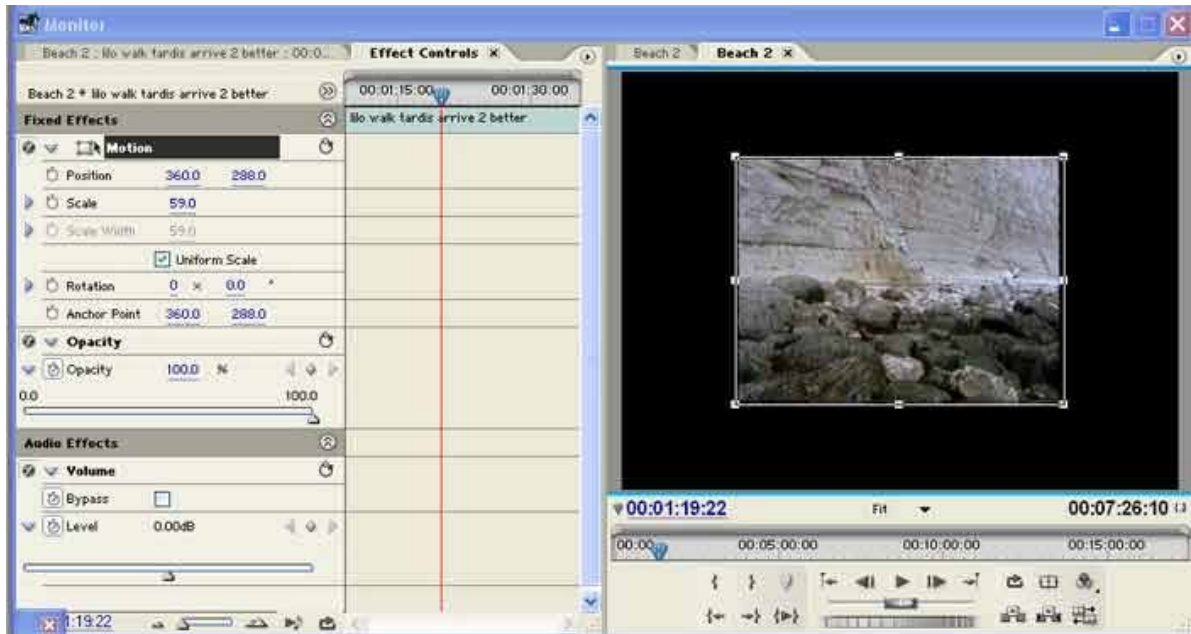 Monitor
Beach 2 : lilo walk tardis arrive 2 better : 00:0...
Effect Controls
Beach 2
Beach 2
Beach 2 * lilo walk tardis arrive 2 better
00:01:15:00
00:01:30:00
Fixed Effects
lilo walk tardis arrive 2 better
Motion
Position 360.0 288.0
Scale 59.0
Scale Width 59.0
Uniform Scale
Rotation 0 x 0.0 °
Anchor Point 360.0 288.0
Opacity
Opacity 100.0 %
0.0 100.0
Audio Effects
Volume
Bypass
Level 0.00dB
1:19:22
00:01:19:22
Fit
00:07:26:10
00:00
00:05:00:00
00:10:00:00
00:15:00:00